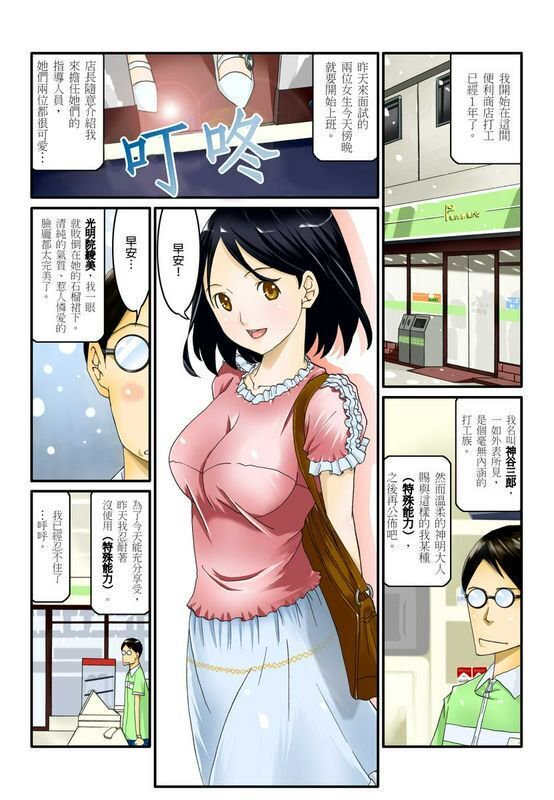 我開始在這間
便利商店打工
已經1年了。
昨天來面試的
兩位女生今天傍晚
就要開始上班。
店長隨意介紹我
來擔任她們的
指導人員，
她們兩位都很可愛…
叮咚
我名叫神谷三郎，
一如外表所見，
是個毫無內涵的
打工族。
然而溫柔的神明大人
賜與這樣的我某種
（特殊能力），
之後再公佈吧。
早安！
早安…
光明院綾美，我一眼
就敗倒在她的石榴裙下。
清純的氣質、惹人憐愛的
臉龐都太完美了。
為了今天能充分享受，
昨天我忍耐著
沒使用（特殊能力）。
我已經忍不住了
…呼呼。